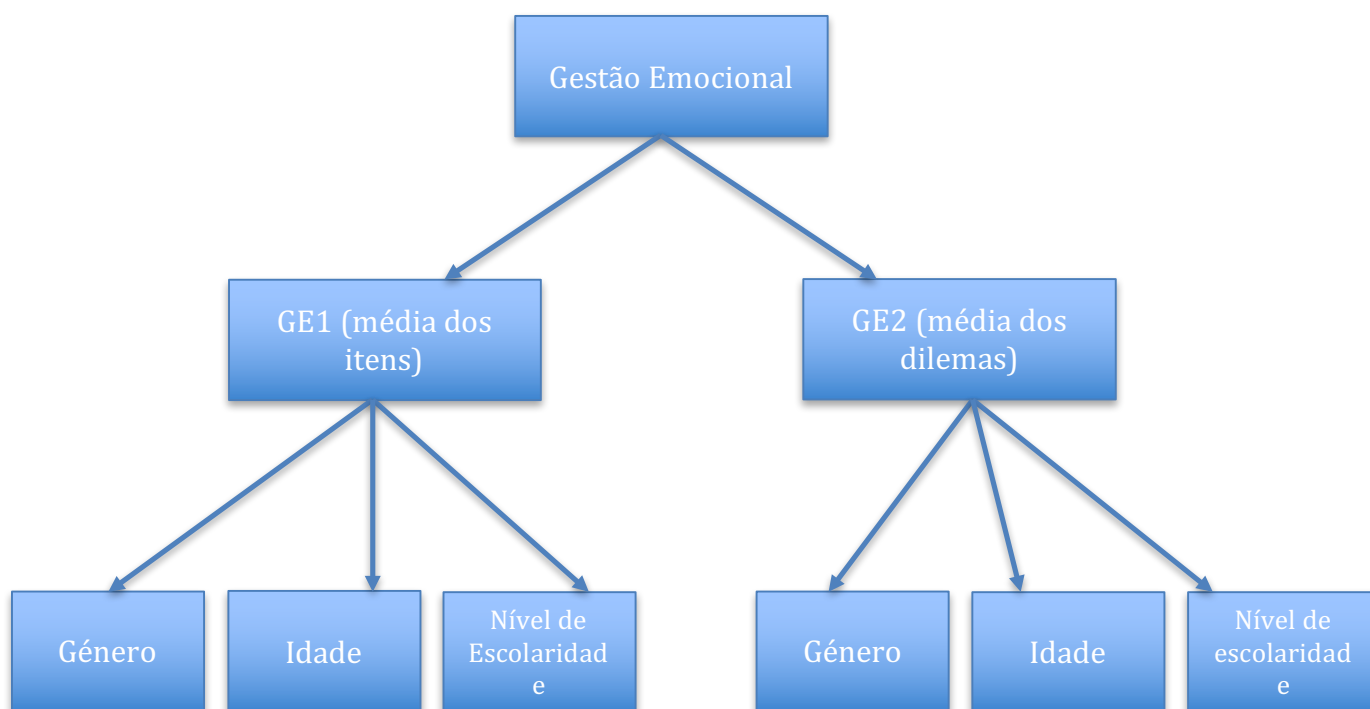 Gestão Emocional
GE1 (média dos
itens)
GE2 (média dos
dilemas)
Género
Idade
Nível de
Escolaridad
e
Género
Idade
Nível de
escolaridad
e